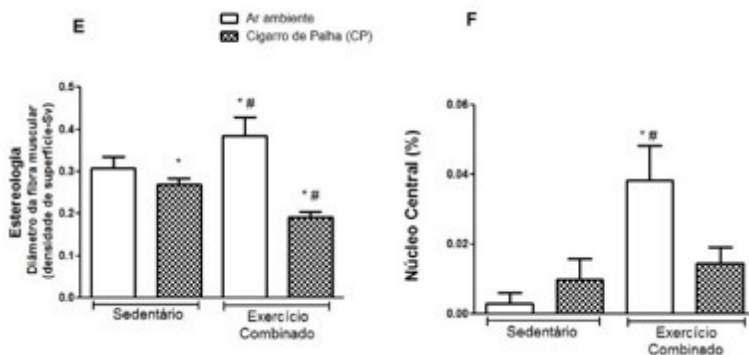 E
Ar ambiente
Cigarro de Palha (CP)
F
Estereologia
Diâmetro da fibra muscular
(densidade de superfície-Sv)
0.5
0.4
0.3
0.2
0.1
0.0
*
* #
* #
Sedentário
Exercício
Combinado
Núcleo Central (%)
0.06
0.04
0.02
0.00
* #
Sedentário
Exercício
Combinado